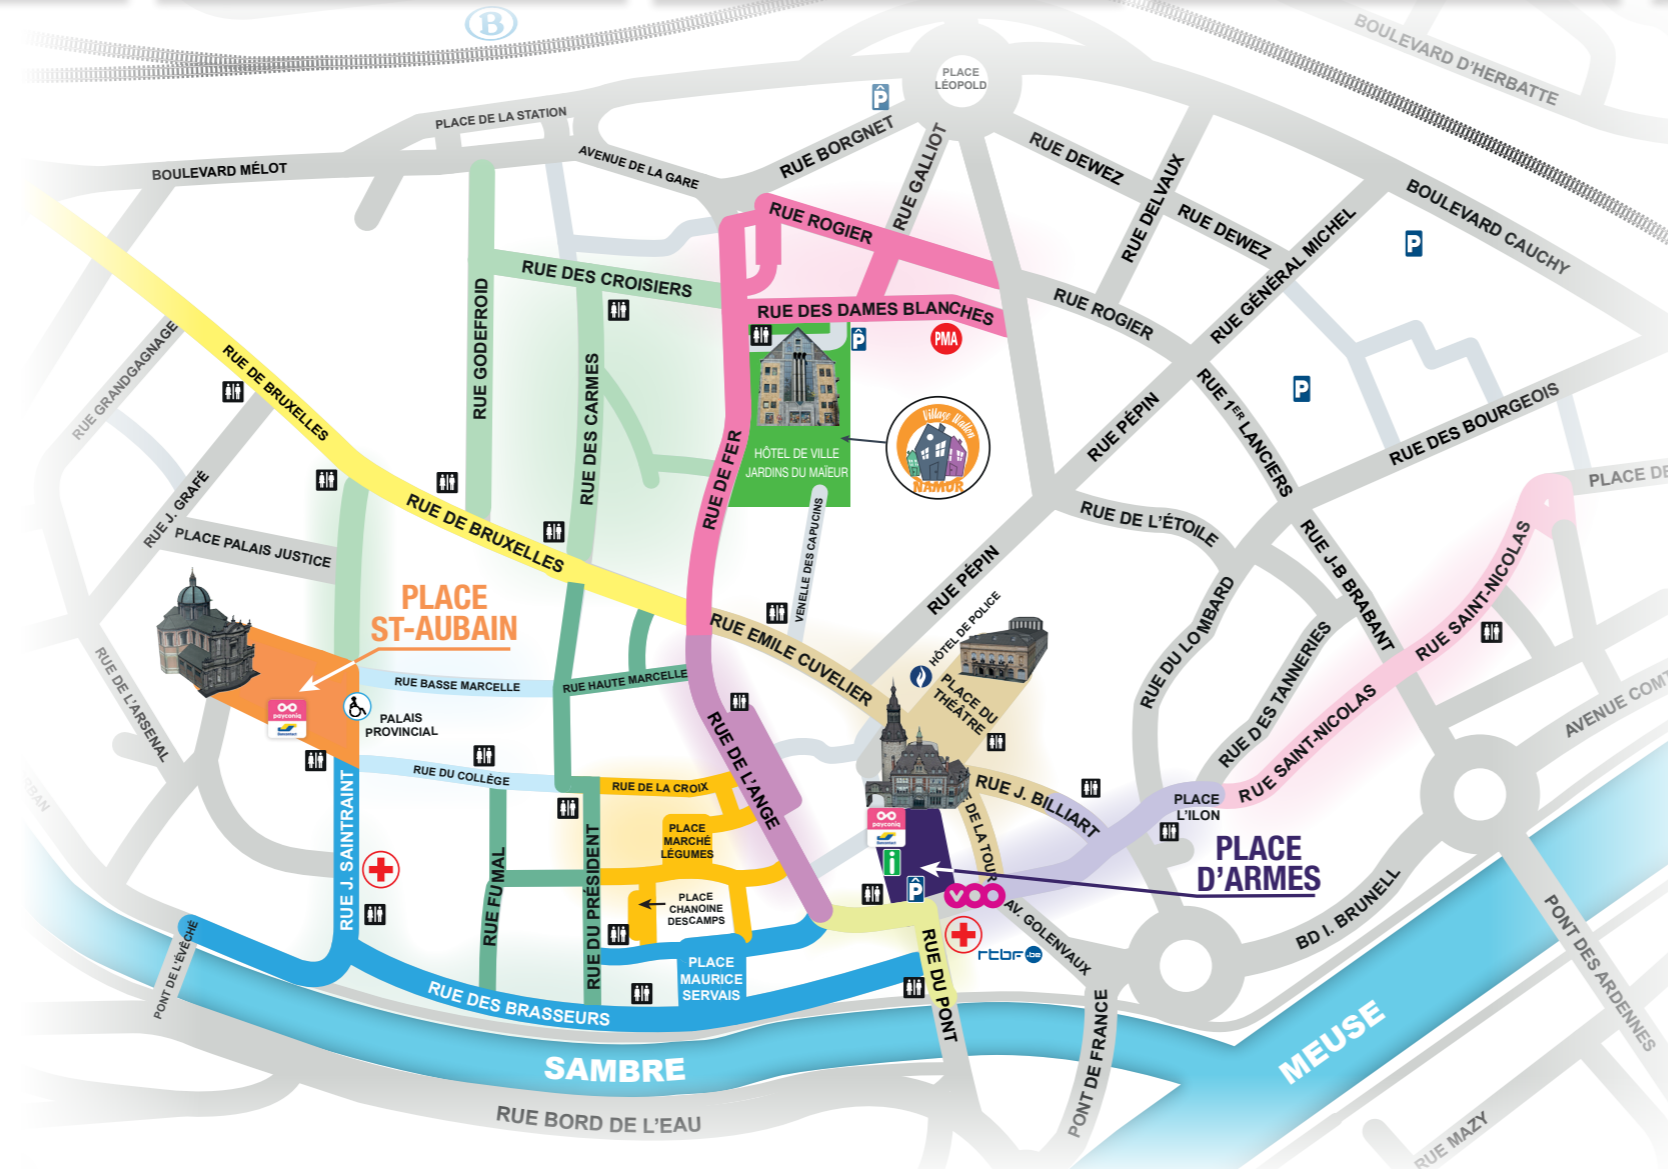 B
BOULEVARD D'HERBATTE
PLACE
LÉOPOLD
P
PLACE DE LA STATION
BOULEVARD MÉLOT
AVENUE DE LA GARE
RUE BORGNET
RUE GALLIOT
RUE DEWEZ
RUE DELVAUX
RUE DEWEZ
BOULEVARD CAUCHY
RUE GÉNÉRAL MICHEL
P
RUE ROGIER
RUE DES CROISIERS
RUE DES DAMES BLANCHES
RUE ROGIER
RUE GODEFROID
RUE GRANDGAGNAGE
RUE DE BRUXELLES
P
PMA
RUE DES CARMES
RUE DE FER
HÔTEL DE VILLE
JARDINS DU MAÏEUR
Village Wallon
NAMUR
RUE PÉPIN
RUE 1ER LANCIERS
P
RUE DES BOURGEOIS
PLACE DE
RUE J. GRAFÉ
PLACE PALAIS JUSTICE
RUE DE BRUXELLES
VENELLE DES CAPUCINS
RUE PÉPIN
RUE DE L'ÉTOILE
RUE J-B BRABANT
RUE SAINT-NICOLAS
PLACE
ST-AUBAIN
RUE EMILE CUVELIER
HÔTEL DE POLICE
PLACE DU
THÉÂTRE
RUE DU LOMBARD
RUE DES TANNERIES
RUE SAINT-NICOLAS
AVENUE COMT
RUE DE L'ARSENAL
RUE BASSE MARCELLE
RUE HAUTE MARCELLE
payconiq
Bancontact
PALAIS
PROVINCIAL
RUE DU COLLÉGE
RUE DE LA CROIX
RUE DE L'ANGE
RUE J. BILLIART
PLACE
L'ILON
RBAN
RUE J. SAINTRAINT
RUE FUMAL
RUE DU PRÉSIDENT
PLACE
MARCHÉ
LÉGUMES
PLACE
CHANOINE
DESCAMPS
payconiq
Bancontact
i
P
E DE LA TOUR
PLACE
D'ARMES
VOO
AV. GOLENVAUX
rtbf.be
BD I. BRUNELL
PONT DES ARDENNES
PONT DE L'ÉVÊCHÉ
PLACE
MAURICE
SERVAIS
RUE DES BRASSEURS
RUE DU PONT
PONT DE FRANCE
SAMBRE
MEUSE
RUE BORD DE L'EAU
RUE MAZY